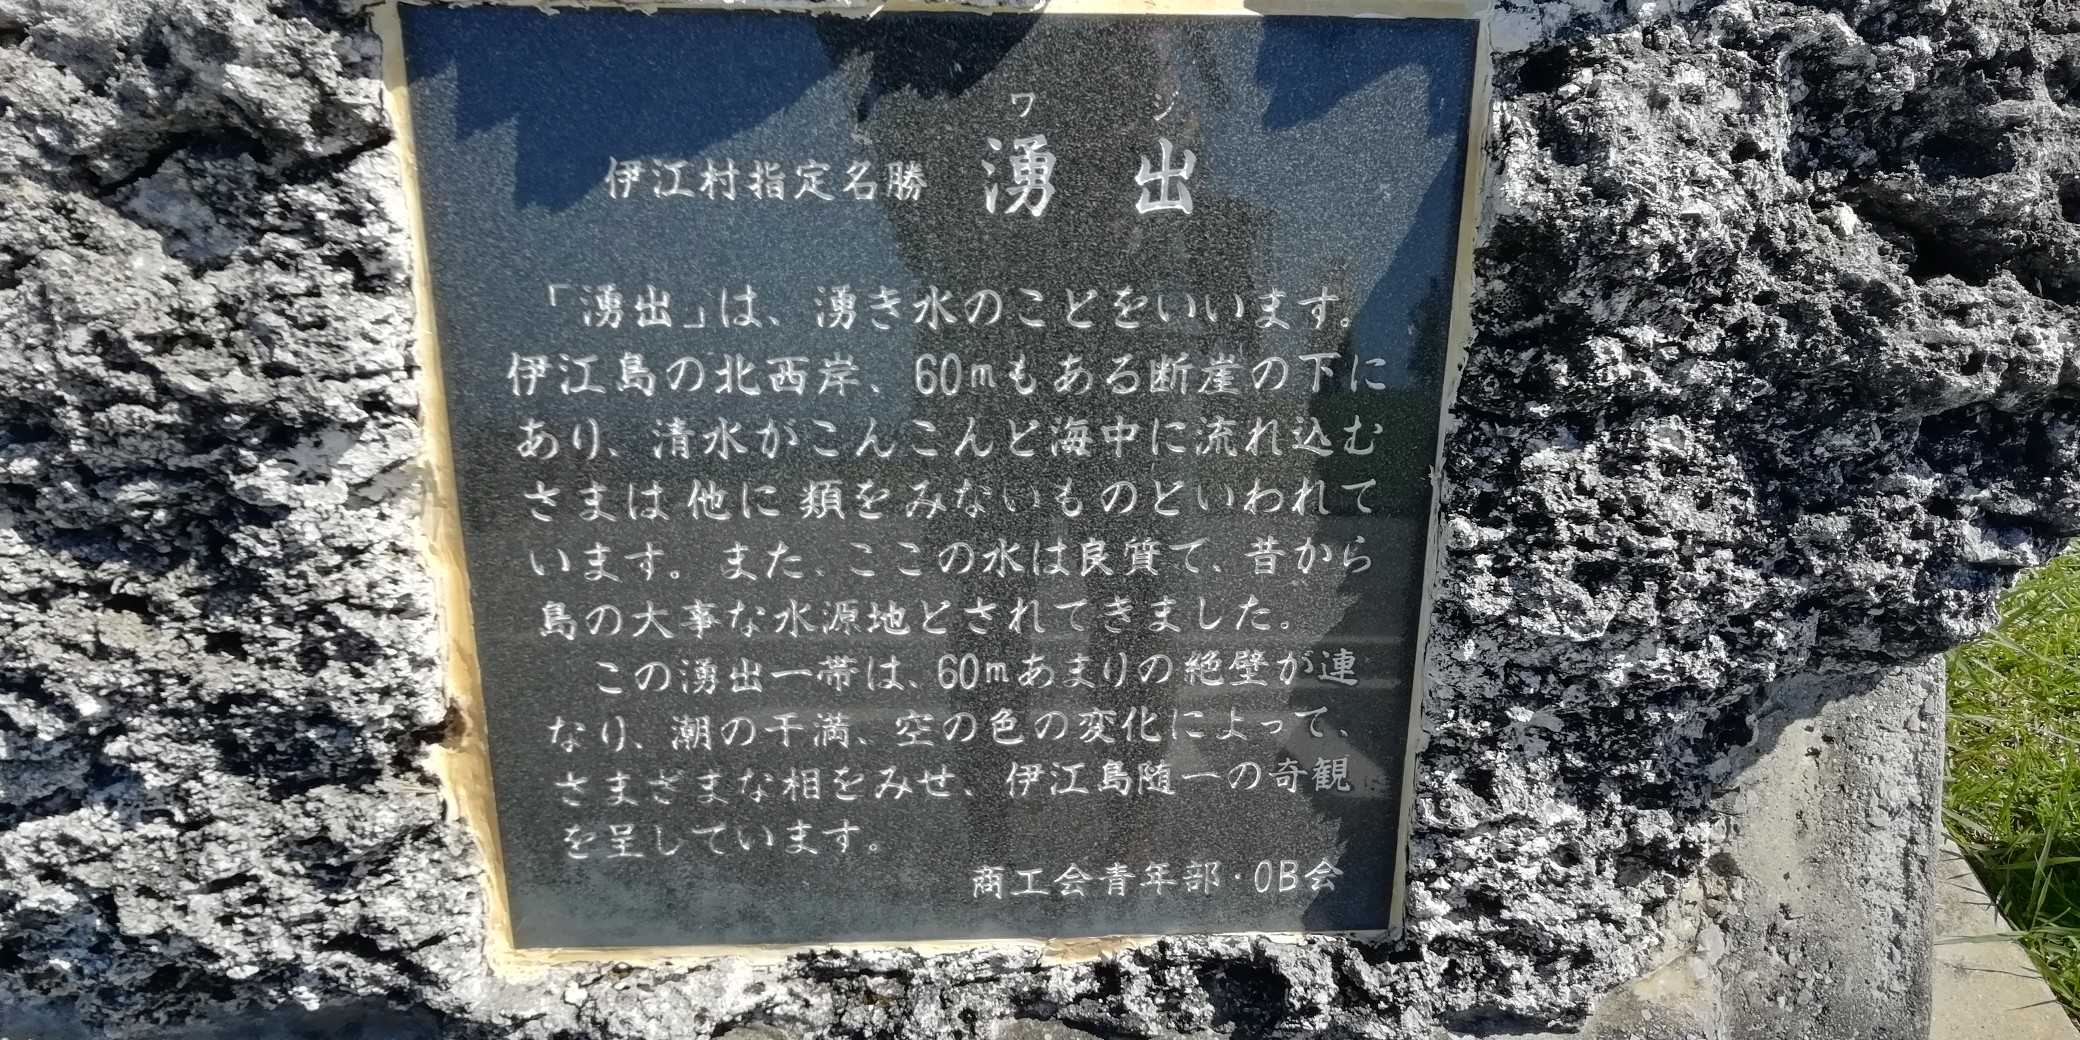 ワジ
伊江村指定名勝 湧出
「湧出」は、湧き水のことをいいます。
伊江島の北西岸、60mもある断崖の下に
あり、清水がこんこんと海中に流れ込む
さまは他に類をみないものといわれて
います。また、ここの水は良質で、昔から
島の大事な水源地とされてきました。
この湧出一帯は、60mあまりの絶壁が連
なり、潮の干満、空の色の変化によって、
さまざまな相をみせ、伊江島随一の奇観
を呈しています。
商工会青年部・OB会